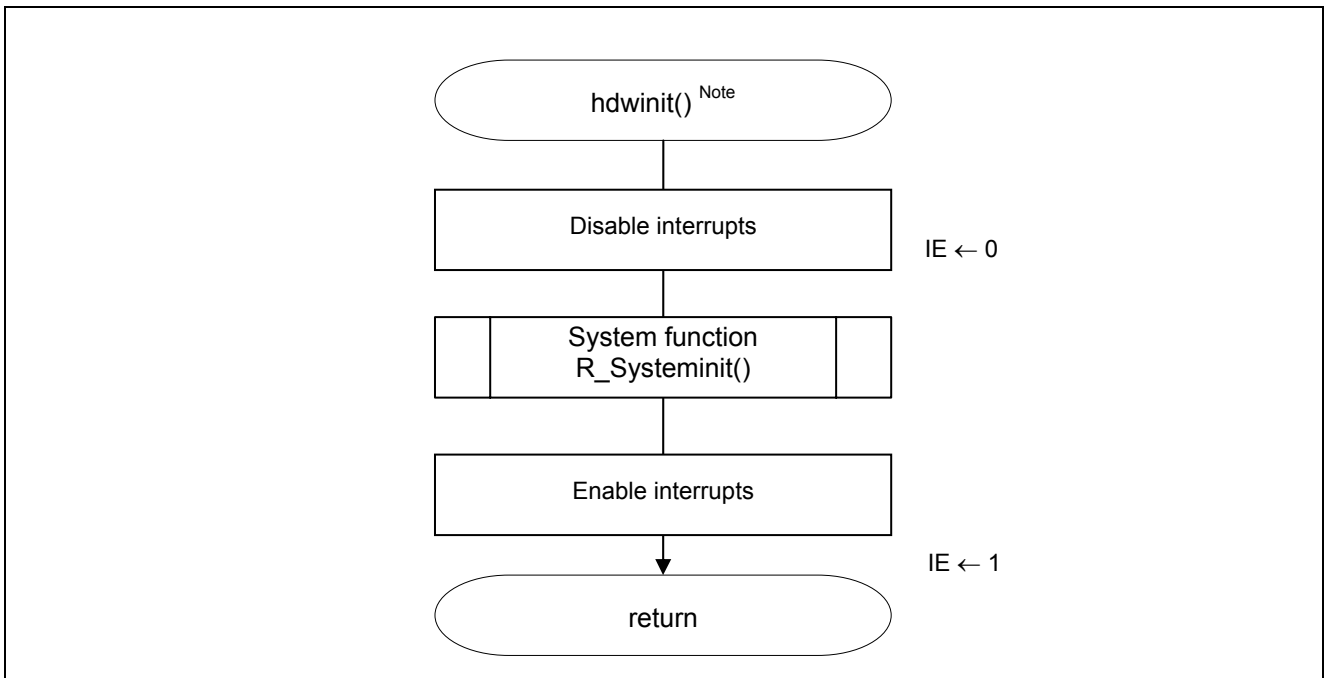 hdwinit() Note
Disable interrupts
IE ← 0
System function
R_Systeminit()
Enable interrupts
IE ← 1
return